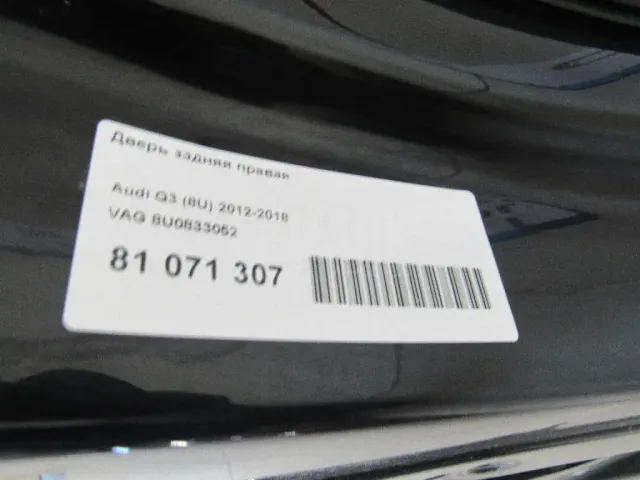 Дверь задняя правая
Audi Q3 (8U) 2012-2018
VAG 8U0833052
81 071 307